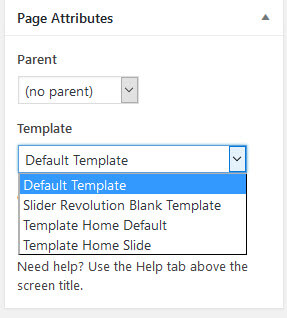 Page Attributes
Parent
(no parent)
Template
Default Template
Default Template
Slider Revolution Blank Template
Template Home Default
Template Home Slide
Need help? Use the Help tab above the
screen title.